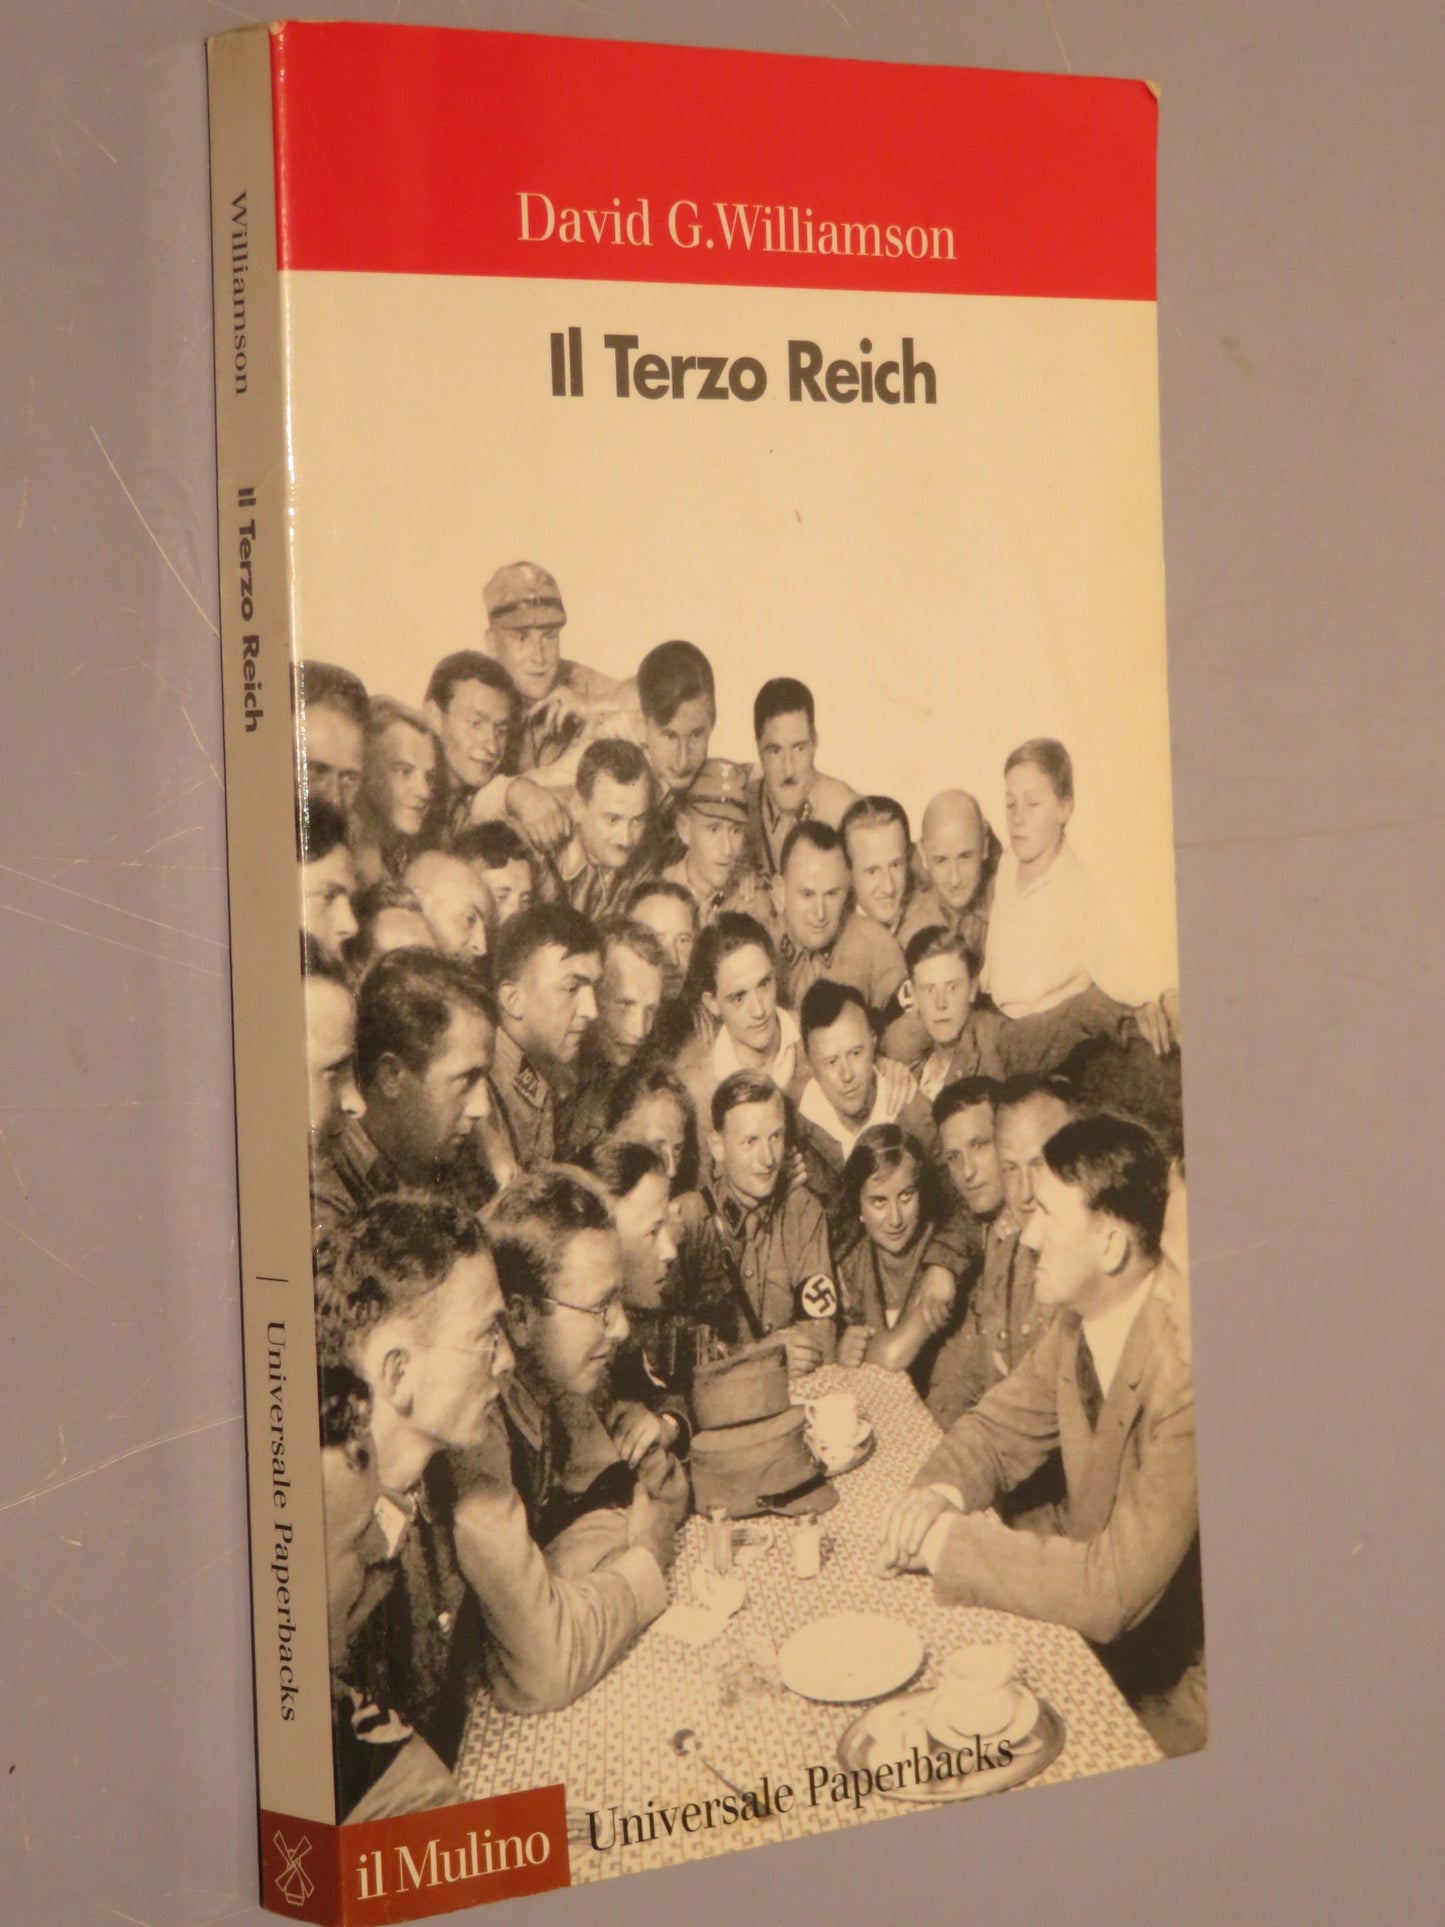 David G.Williamson
Il Terzo Reich
Universale Paperbacks
il Mulino
Williamson Il Terzo Reich | Universale Paperbacks